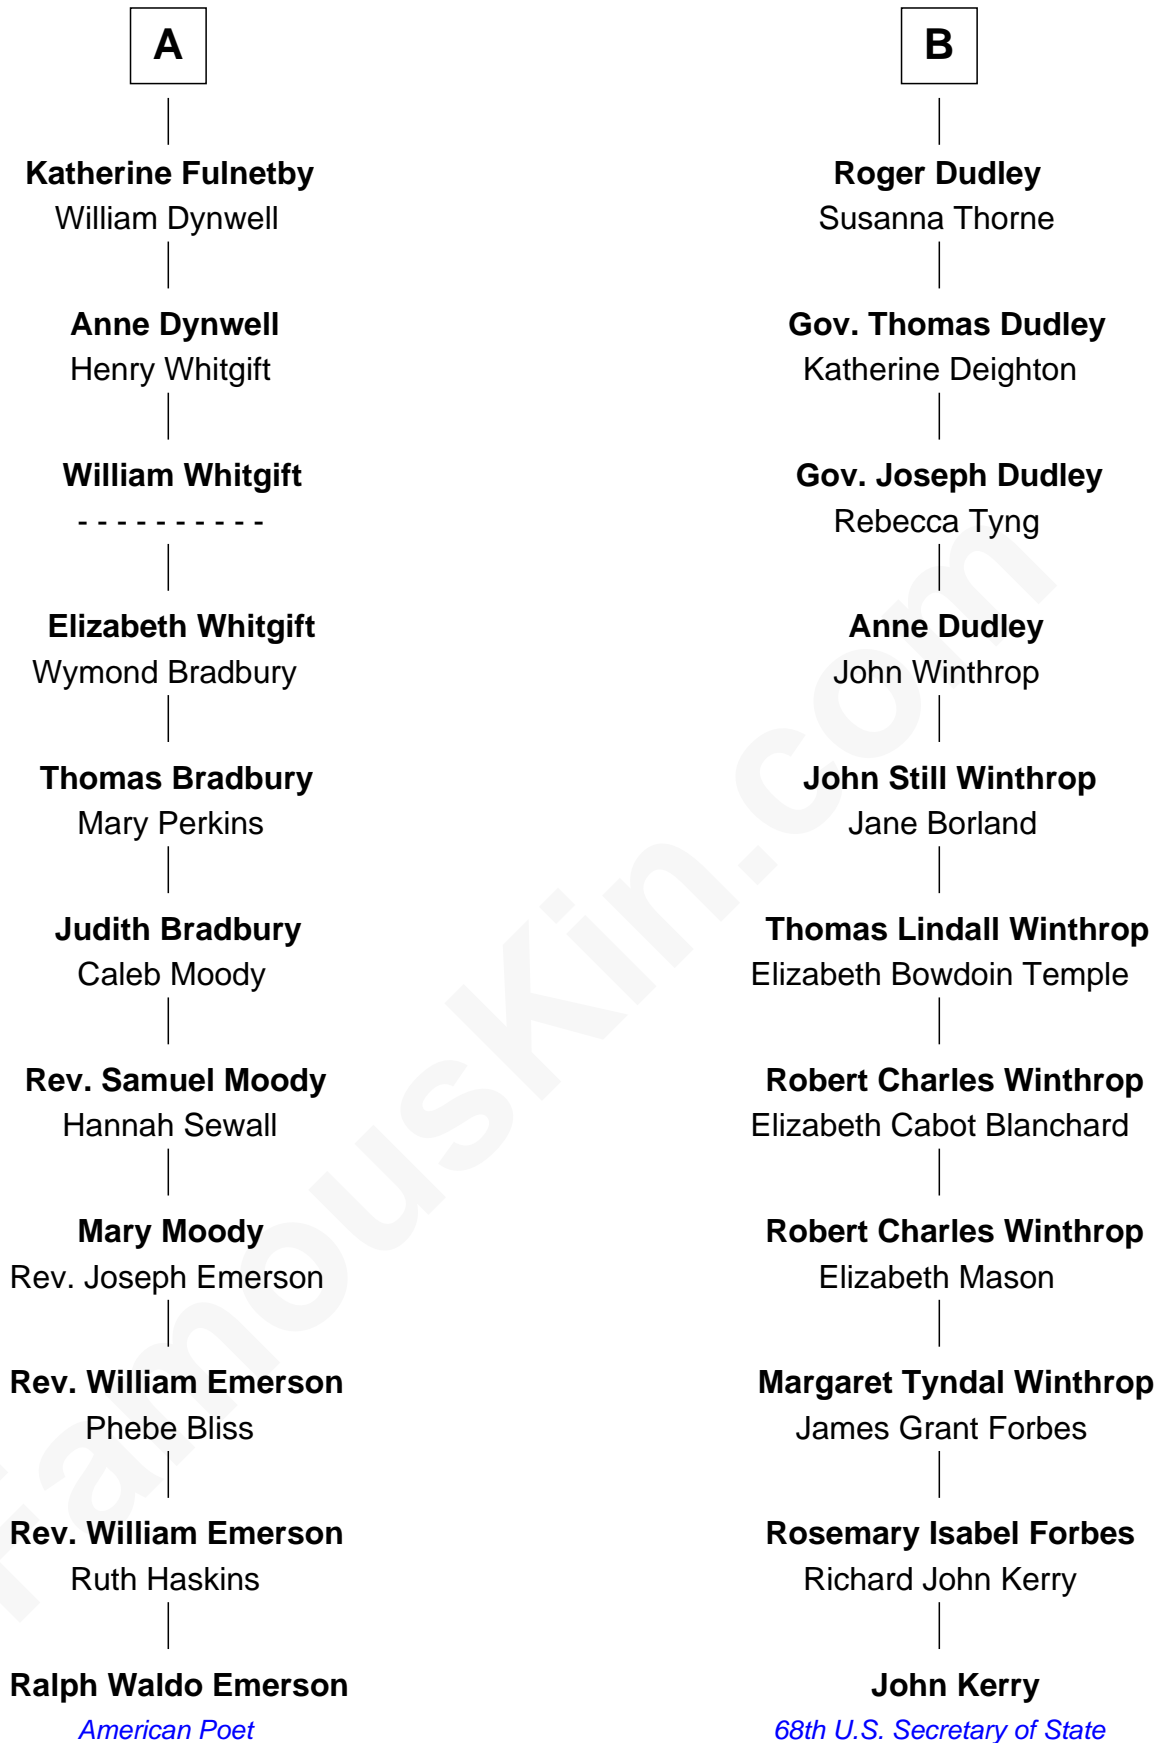 A
Katherine Fulnetby
William Dynwell
Anne Dynwell
Henry Whitgift
William Whitgift
- - - - - - - - - -
Elizabeth Whitgift
Wymond Bradbury
Thomas Bradbury
Mary Perkins
Judith Bradbury
Caleb Moody
Rev. Samuel Moody
Hannah Sewall
Mary Moody
Rev. Joseph Emerson
Rev. William Emerson
Phebe Bliss
Rev. William Emerson
Ruth Haskins
Ralph Waldo Emerson
American Poet
B
Roger Dudley
Susanna Thorne
Gov. Thomas Dudley
Katherine Deighton
Gov. Joseph Dudley
Rebecca Tyng
Anne Dudley
John Winthrop
John Still Winthrop
Jane Borland
Thomas Lindall Winthrop
Elizabeth Bowdoin Temple
Robert Charles Winthrop
Elizabeth Cabot Blanchard
Robert Charles Winthrop
Elizabeth Mason
Margaret Tyndal Winthrop
James Grant Forbes
Rosemary Isabel Forbes
Richard John Kerry
John Kerry
68th U.S. Secretary of State
FamousKin.com